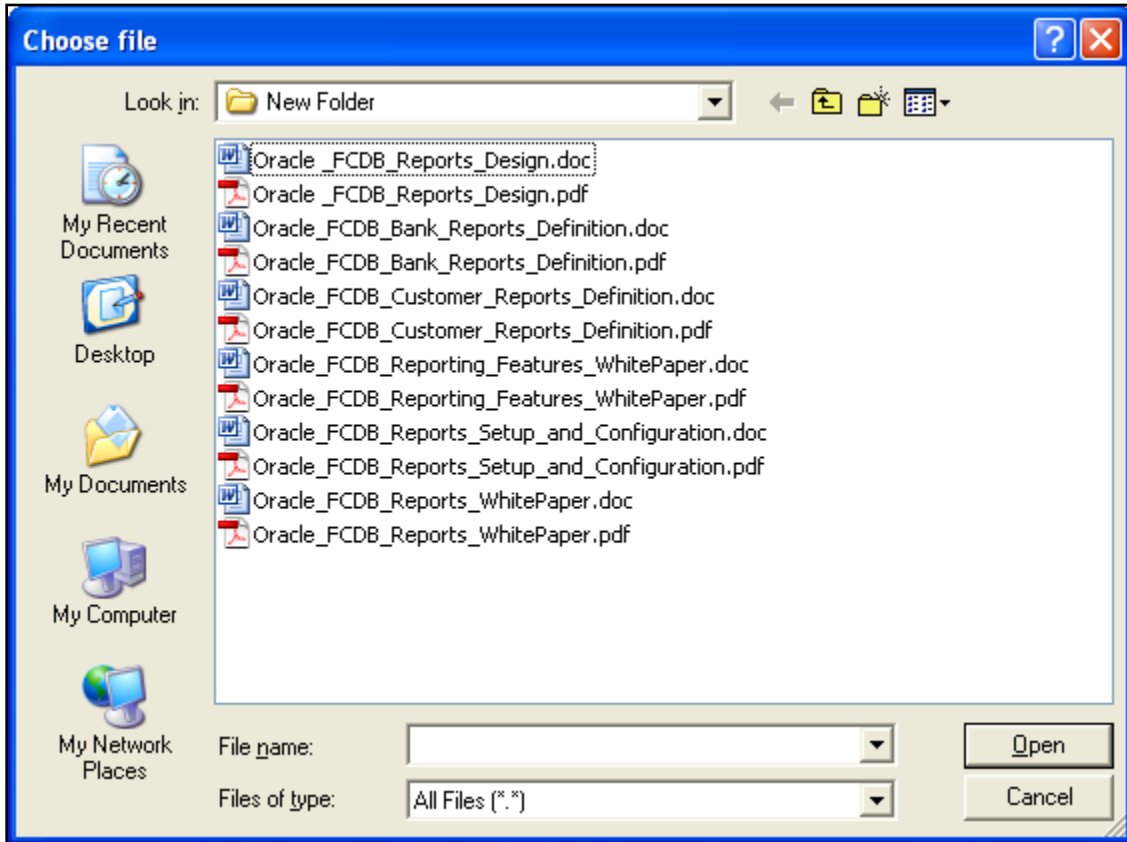 Choose file
Look in: New Folder
My Recent
Documents
Desktop
My Documents
My Computer
My Network
Places
Oracle _FCDB_Reports_Design.doc
Oracle _FCDB_Reports_Design.pdf
Oracle_FCDB_Bank_Reports_Definition.doc
Oracle_FCDB_Bank_Reports_Definition.pdf
Oracle_FCDB_Customer_Reports_Definition.doc
Oracle_FCDB_Customer_Reports_Definition.pdf
Oracle_FCDB_Reporting_Features_WhitePaper.doc
Oracle_FCDB_Reporting_Features_WhitePaper.pdf
Oracle_FCDB_Reports_Setup_and_Configuration.doc
Oracle_FCDB_Reports_Setup_and_Configuration.pdf
Oracle_FCDB_Reports_WhitePaper.doc
Oracle_FCDB_Reports_WhitePaper.pdf
File name: Open
Files of type: All Files (*.*) Cancel